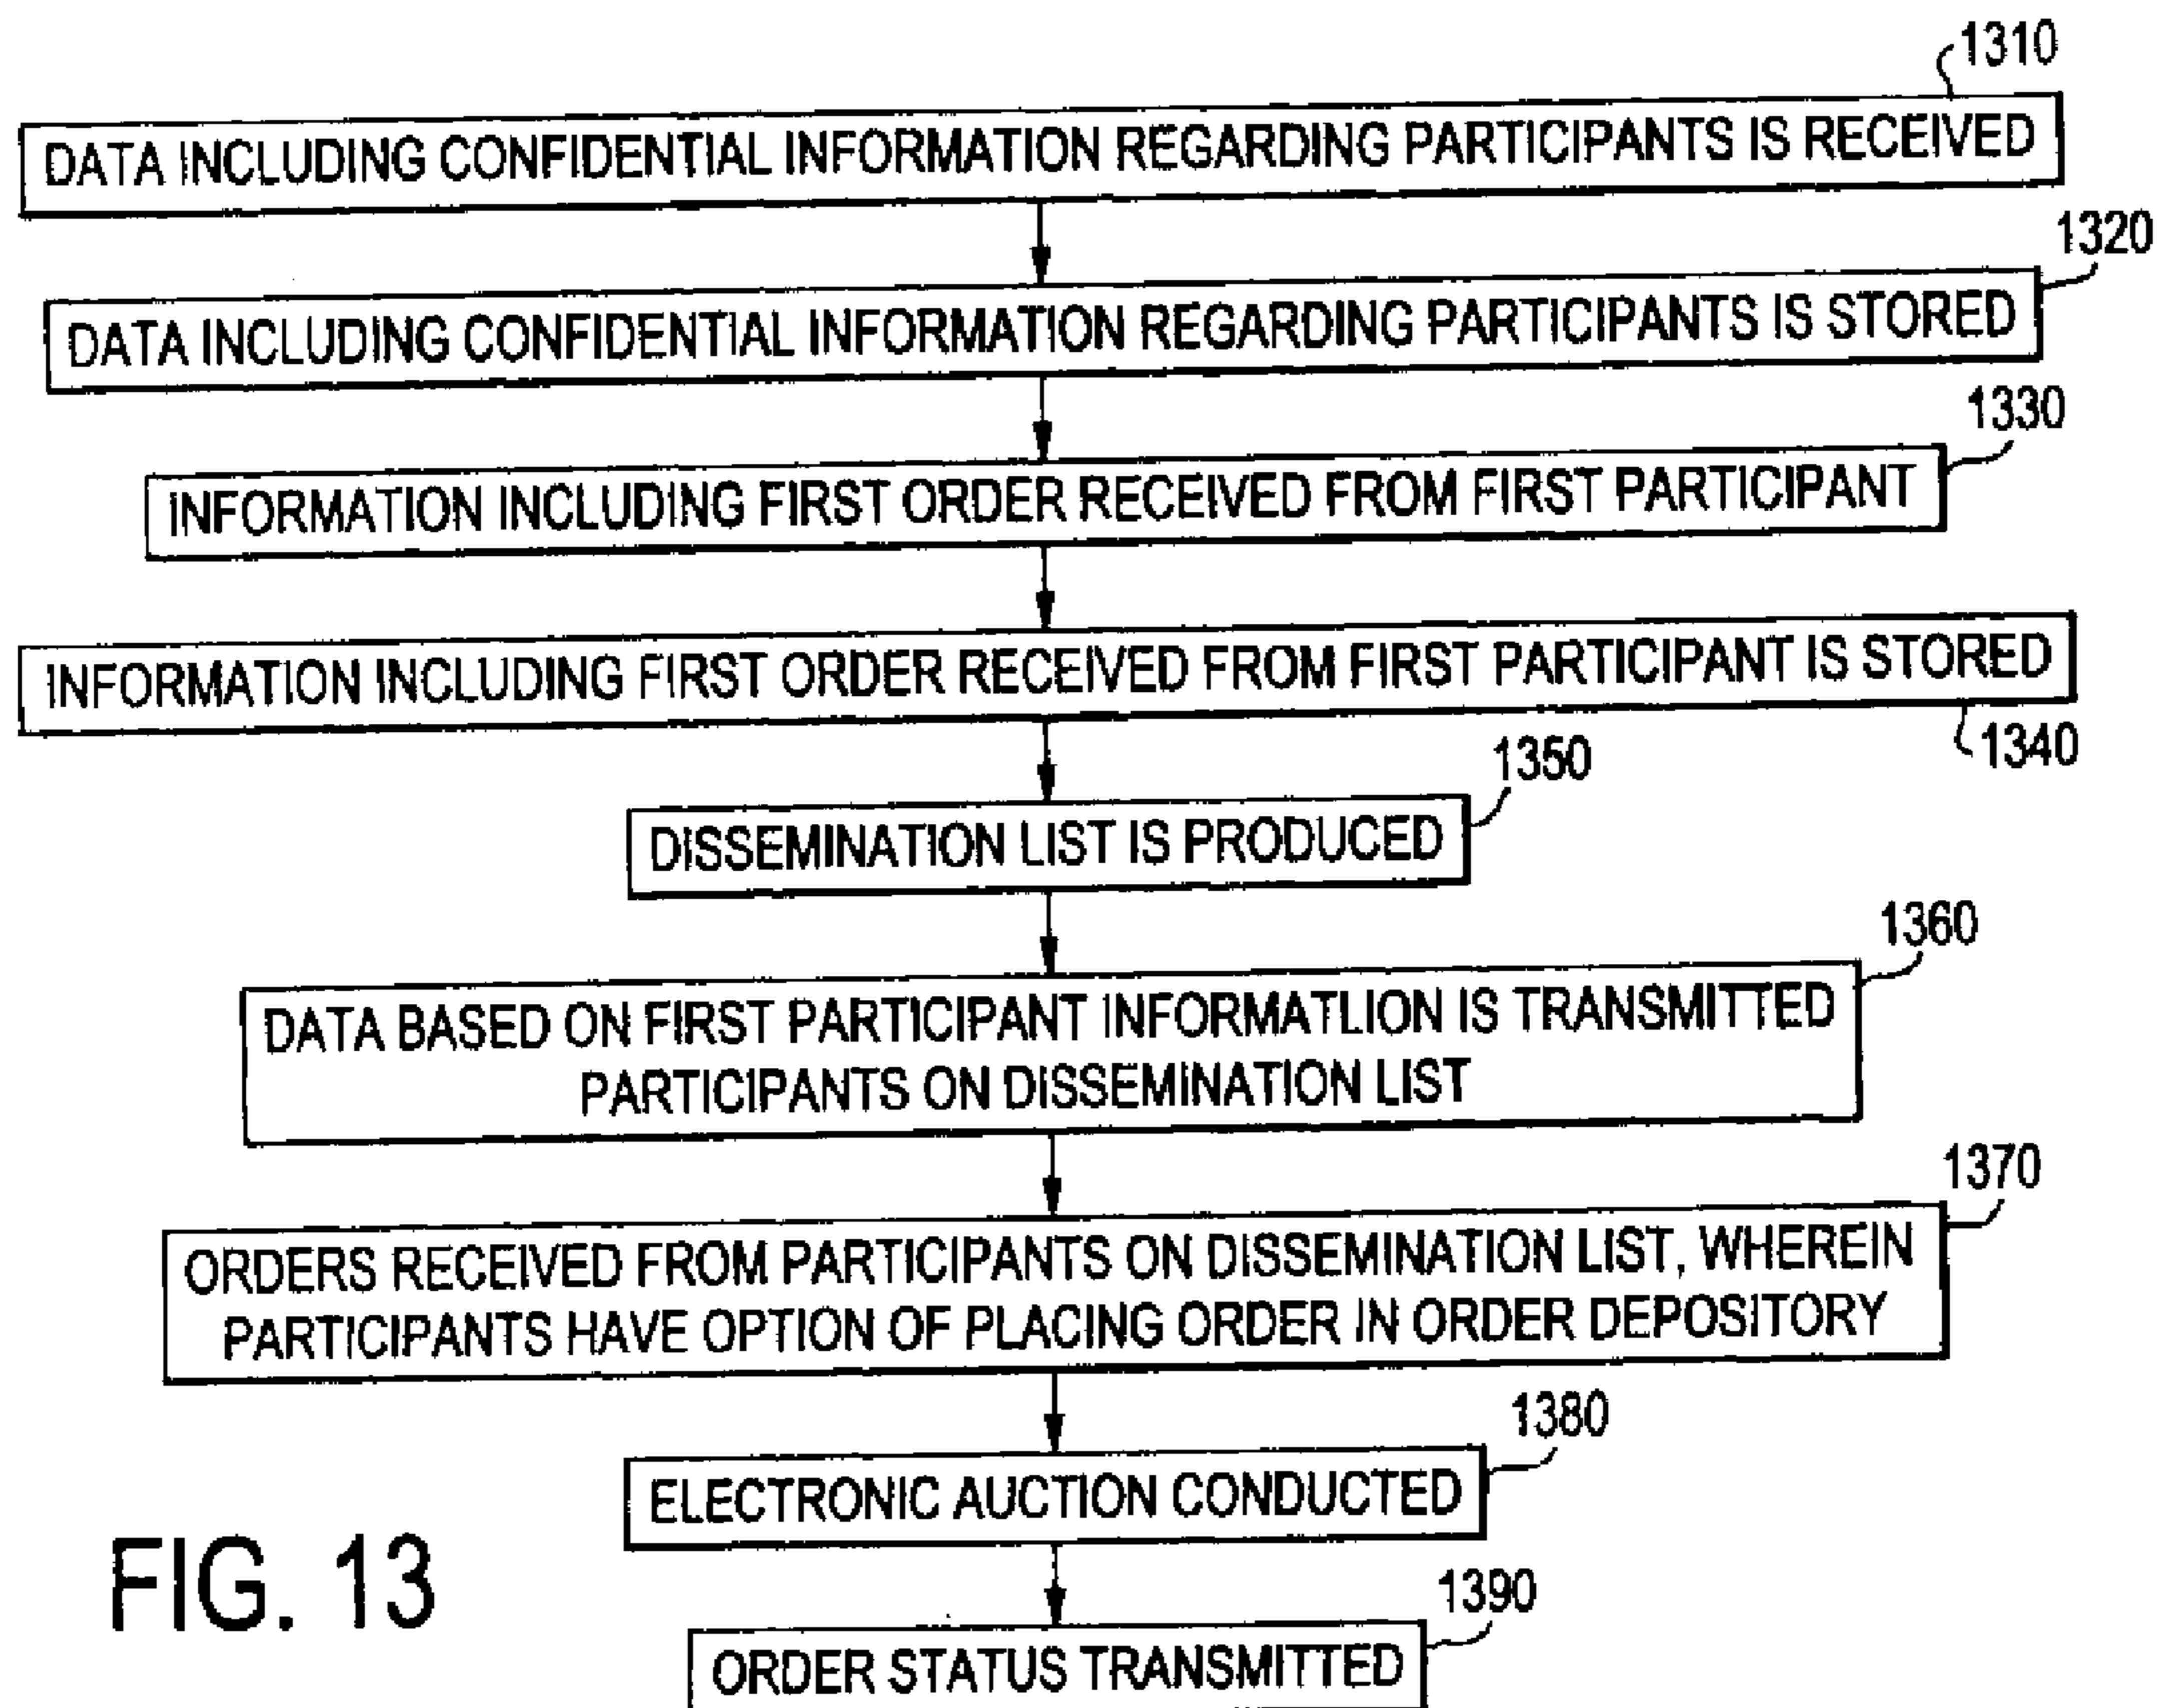 1310
DATA INCLUDING CONFIDENTIAL INFORMATION REGARDING PARTICIPANTS IS RECEIVED
1320
DATA INCLUDING CONFIDENTIAL INFORMATION REGARDING PARTICIPANTS IS STORED
1330
INFORMATION INCLUDING FIRST ORDER RECEIVED FROM FIRST PARTICIPANT
INFORMATION INCLUDING FIRST ORDER RECEIVED FROM FIRST PARTICIPANT IS STORED
1340
1350
DISSEMINATION LIST IS PRODUCED
1360
DATA BASED ON FIRST PARTICIPANT INFORMATLION IS TRANSMITTED
PARTICIPANTS ON DISSEMINATION LIST
1370
ORDERS RECEIVED FROM PARTICIPANTS ON DISSEMINATION LIST, WHEREIN
PARTICIPANTS HAVE OPTION OF PLACING ORDER IN ORDER DEPOSITORY
1380
ELECTRONIC AUCTION CONDUCTED
1390
ORDER STATUS TRANSMITTED
FIG. 13